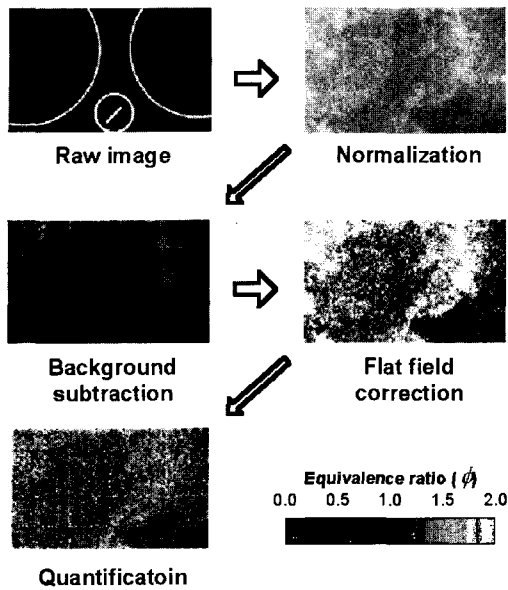 Raw image
Normalization
Background
subtraction
Flat field
correction
Equivalence ratio ( ϕ)
0.0 0.5 1.0 1.5 2.0
Quantificatoin